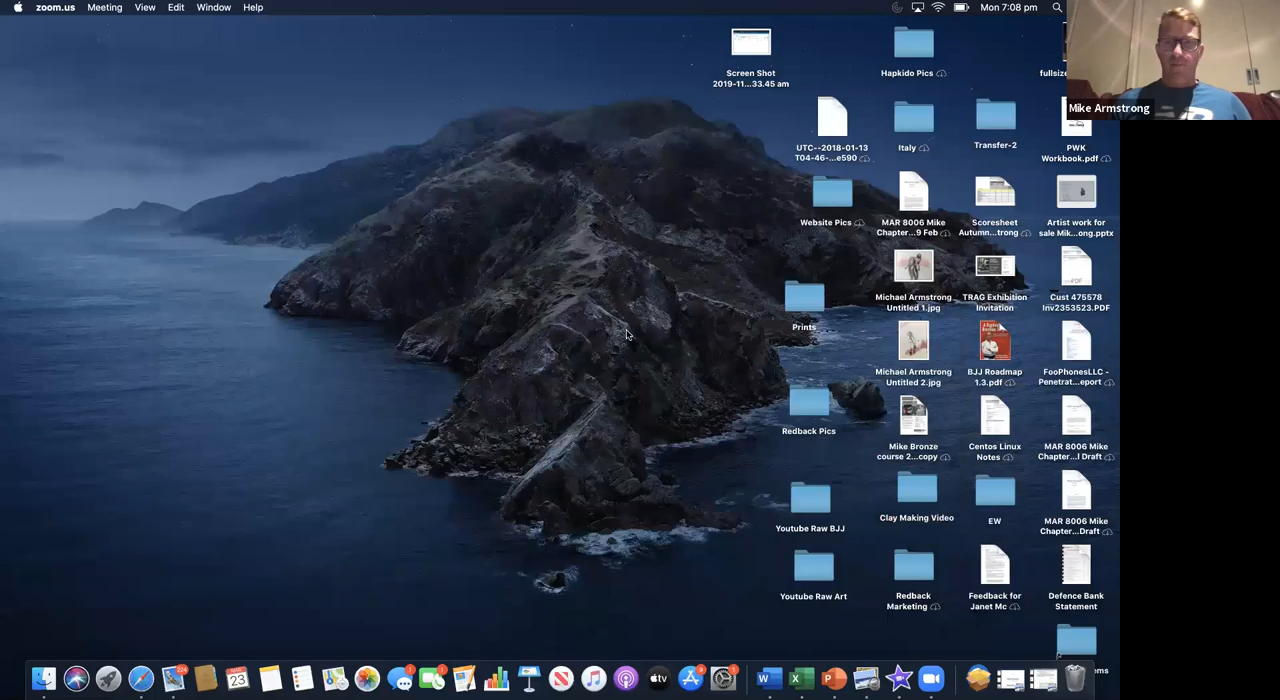 zoom.us Meeting View Edit Window Help
Mon 7:08 pm
Screen Shot
2019-11...33.45 am
Hapkido Pics
Mike Armstrong
UTC--2018-01-13
T04-46-...e590
Italy
Transfer-2
PWK
Workbook.pdf
Website Pics
MAR 8006 Mike
Chapter...9 Feb
Scoresheet
Autumn...trong
Artist work for
sale Mik...ong.pptx
Prints
Michael Armstrong
Untitled 1.jpg
TRAG Exhibition
Invitation
PDF
Cust 475578
Inv2353523.PDF
Michael Armstrong
Untitled 2.jpg
BJJ Roadmap
1.3.pdf
FooPhonesLLC -
Penetrat...eport
Redback Pics
Mike Bronze
course 2...copy
Centos Linux
Notes
MAR 8006 Mike
Chapter...l Draft
Youtube Raw BJJ
Clay Making Video
EW
MAR 8006 Mike
Chapter...Draft
Youtube Raw Art
Redback
Marketing
Feedback for
Janet Mc
Defence Bank
Statement
224
23
tv